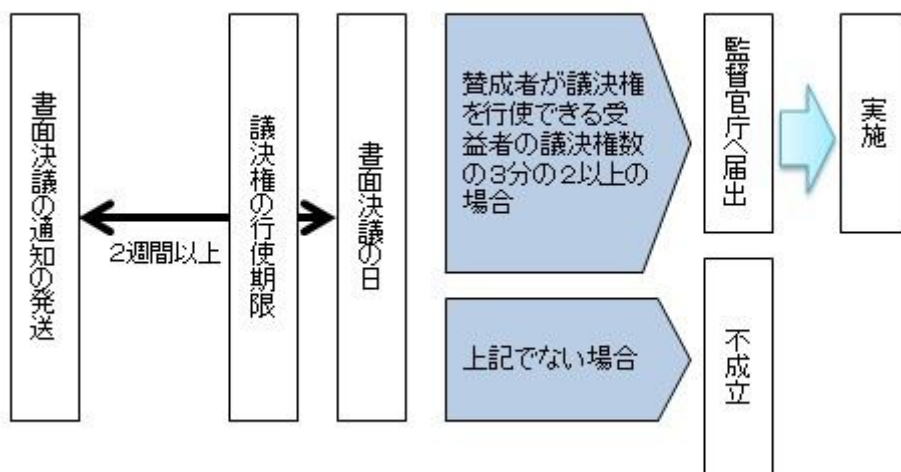 書面決議の通知の発送
2週間以上
議決権の行使期限
書面決議の日
賛成者が議決権
を行使できる受
益者の議決権数
の3分の2以上の
場合
監督官庁へ届出
実施
上記でない場合
不成立